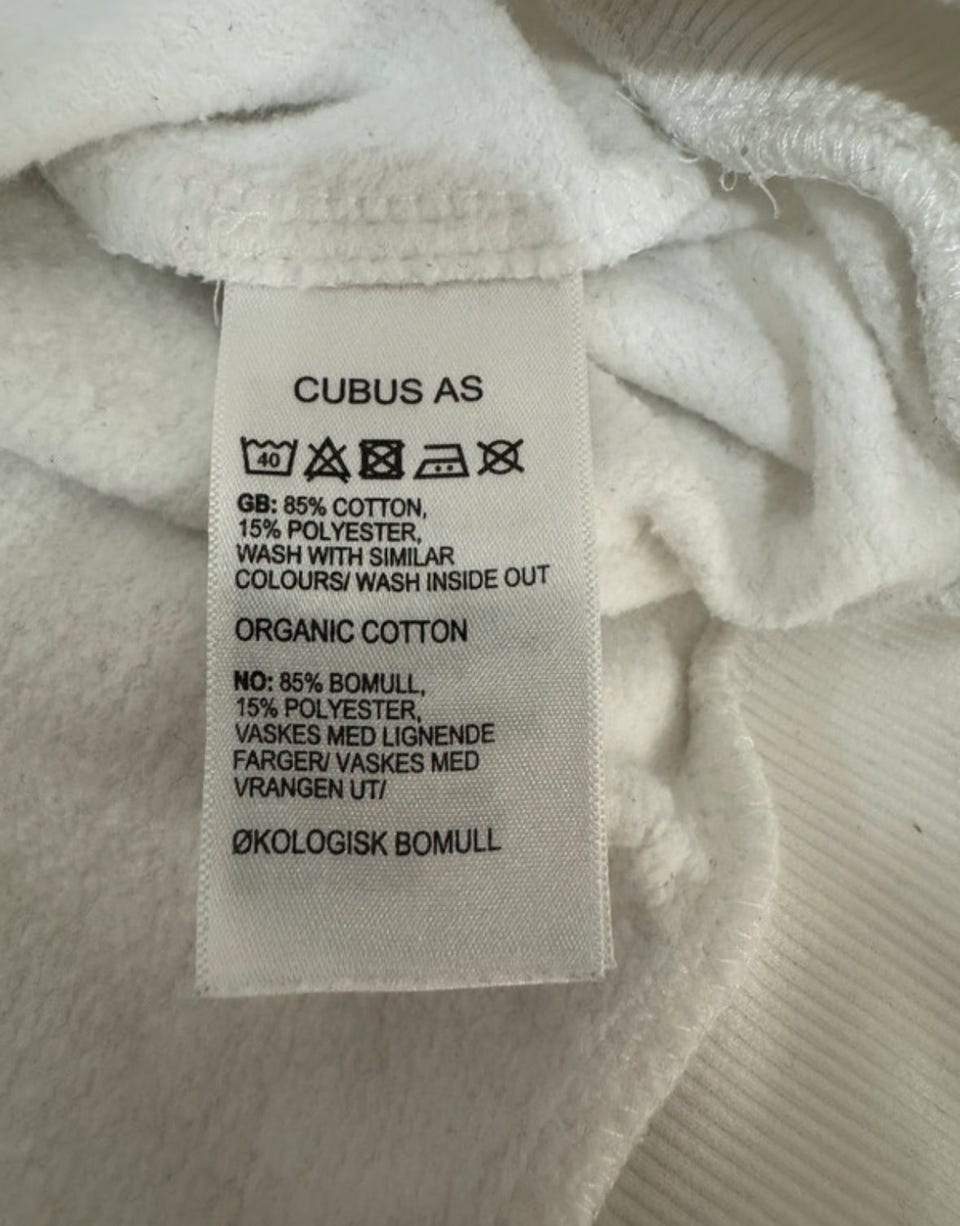 CUBUS AS
40
GB: 85% COTTON,
15% POLYESTER,
WASH WITH SIMILAR
COLOURS/ WASH INSIDE OUT
ORGANIC COTTON
NO: 85% BOMULL,
15% POLYESTER,
VASKES MED LIGNENDE
FARGER/ VASKES MED
VRANGEN UT/
ØKOLOGISK BOMULL